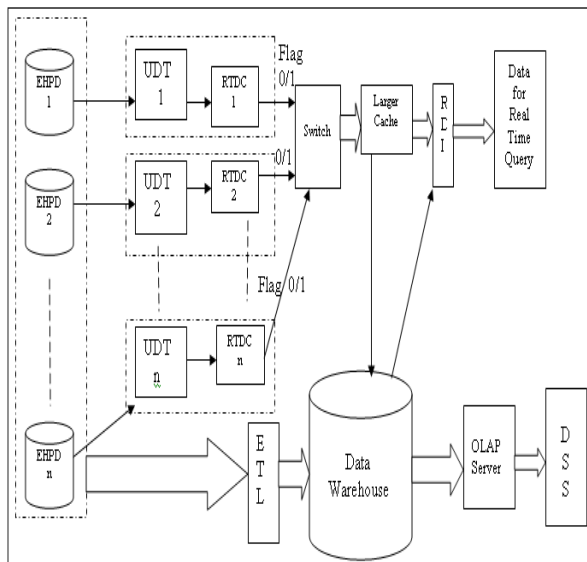 EHPD
1
UDT
1
RTDC
1
Flag
0/1
Switch
Larger
Cache
R
D
I
Data
for
Real
Time
Query
EHPD
2
UDT
2
RTDC
2
0/1
Flag 0/1
UDT
n
RTDC
n
EHPD
n
E
T
L
Data
Warehouse
OLAP
Server
D
S
S